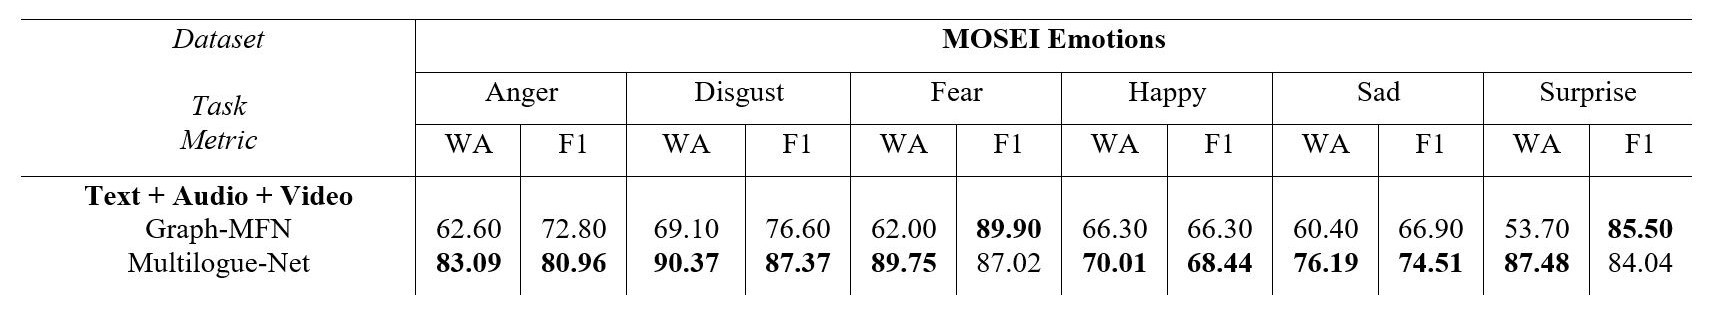 Dataset MOSEI Emotions
Task Anger Disgust Fear Happy Sad Surprise
Metric WA F1 WA F1 WA F1 WA F1 WA F1 WA F1
Text + Audio + Video
Graph-MFN 62.60 72.80 69.10 76.60 62.00 89.90 66.30 66.30 60.40 66.90 53.70 85.50
Multilogue-Net 83.09 80.96 90.37 87.37 89.75 87.02 70.01 68.44 76.19 74.51 87.48 84.04